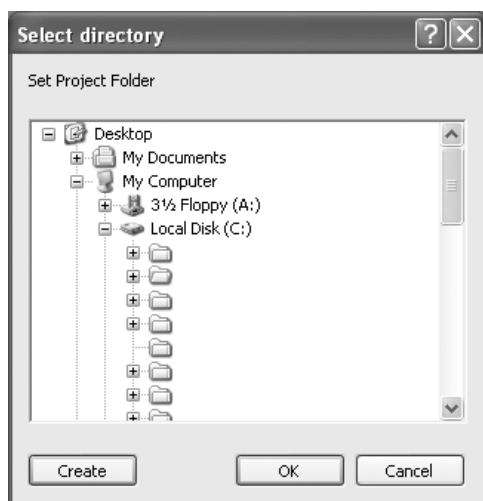 Select directory
Set Project Folder
Desktop
My Documents
My Computer
3½ Floppy (A:)
Local Disk (C:)
Create OK Cancel